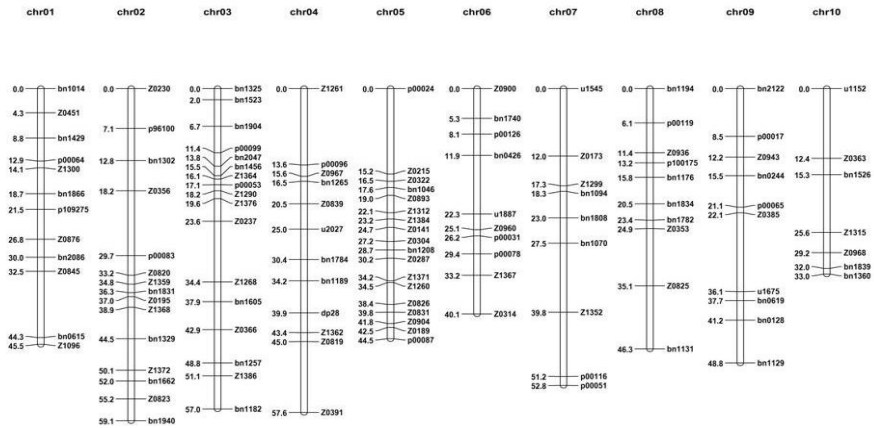 chr01
0.0 bn1014
4.3 Z0451
8.8 bn1429
12.9 p00064
14.1 Z1300
18.7 bn1866
21.5 p109275
26.8 Z0876
30.0 bn2086
32.5 Z0845
44.3 bn0615
45.5 Z1096
chr02
0.0 Z0230
7.1 p96100
12.8 bn1302
18.2 Z0356
29.7 p00083
33.2 Z0820
34.8 Z1359
36.3 bn1831
37.0 Z0195
38.9 Z1368
44.5 bn1329
50.1 Z1372
52.0 bn1662
55.2 Z0823
59.1 bn1940
chr03
0.0 bn1325
2.0 bn1523
6.7 bn1904
11.4 p00099
13.8 bn2047
15.5 bn1456
16.1 Z1364
17.1 p00053
18.2 Z1290
19.6 Z1376
23.6 Z0237
34.4 Z1268
37.9 bn1605
42.9 Z0366
48.8 bn1257
51.1 Z1386
57.0 bn1182
chr04
0.0 Z1261
13.6 p00096
15.6 Z0967
16.5 bn1265
20.5 Z0839
25.0 u2027
30.4 bn1784
34.2 bn1189
39.9 dp28
43.4 Z1362
45.0 Z0819
57.6 Z0391
chr05
0.0 p00024
15.2 Z0215
16.5 Z0322
17.6 bn1046
19.0 Z0893
22.1 Z1312
23.2 Z1384
24.7 Z0141
27.2 Z0304
28.7 bn1208
30.2 Z0287
34.2 Z1371
34.5 Z1260
38.4 Z0826
39.8 Z0831
41.8 Z0904
42.5 Z0189
44.5 p00087
chr06
0.0 Z0900
5.3 bn1740
8.1 p00126
11.9 bn0426
22.3 u1887
25.1 Z0960
26.2 p00031
29.4 p00078
33.2 Z1367
40.1 Z0314
chr07
0.0 u1545
12.0 Z0173
17.3 Z1299
18.3 bn1094
23.0 bn1808
27.5 bn1070
39.8 Z1352
51.2 p00116
52.8 p00051
chr08
0.0 bn1194
6.1 p00119
11.4 Z0936
13.2 p100175
15.8 bn1176
20.5 bn1834
23.4 bn1782
24.9 Z0353
35.1 Z0825
46.3 bn1131
chr09
0.0 bn2122
8.5 p00017
12.2 Z0943
15.5 bn0244
21.1 p00065
22.1 Z0385
36.1 u1675
37.7 bn0619
41.2 bn0128
48.8 bn1129
chr10
0.0 u1152
12.4 Z0363
15.3 bn1526
25.6 Z1315
29.2 Z0968
32.0 bn1839
33.0 bn1360